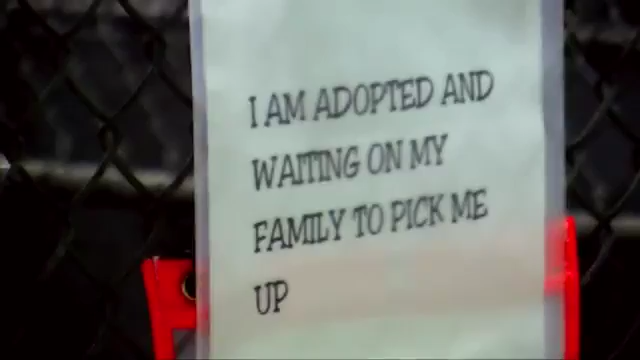 I AM ADOPTED AND
WAITING ON MY
FAMILY TO PICK ME
UP